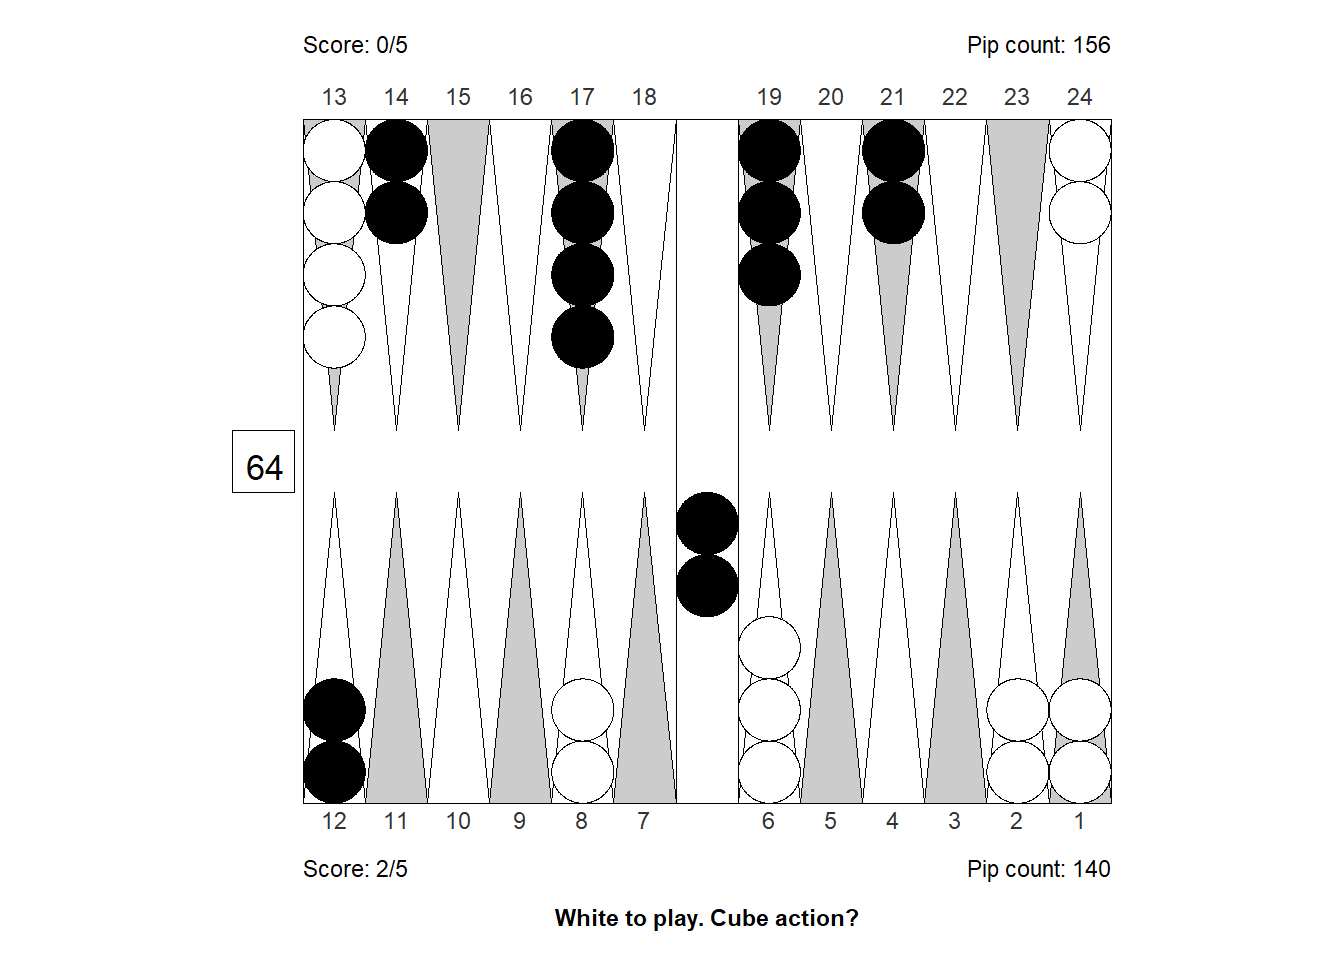 Score: 0/5 Pip count: 156
13 14 15 16 17 18 19 20 21 22 23 24
64
12 11 10 9 8 7 6 5 4 3 2 1
Score: 2/5 Pip count: 140
White to play. Cube action?